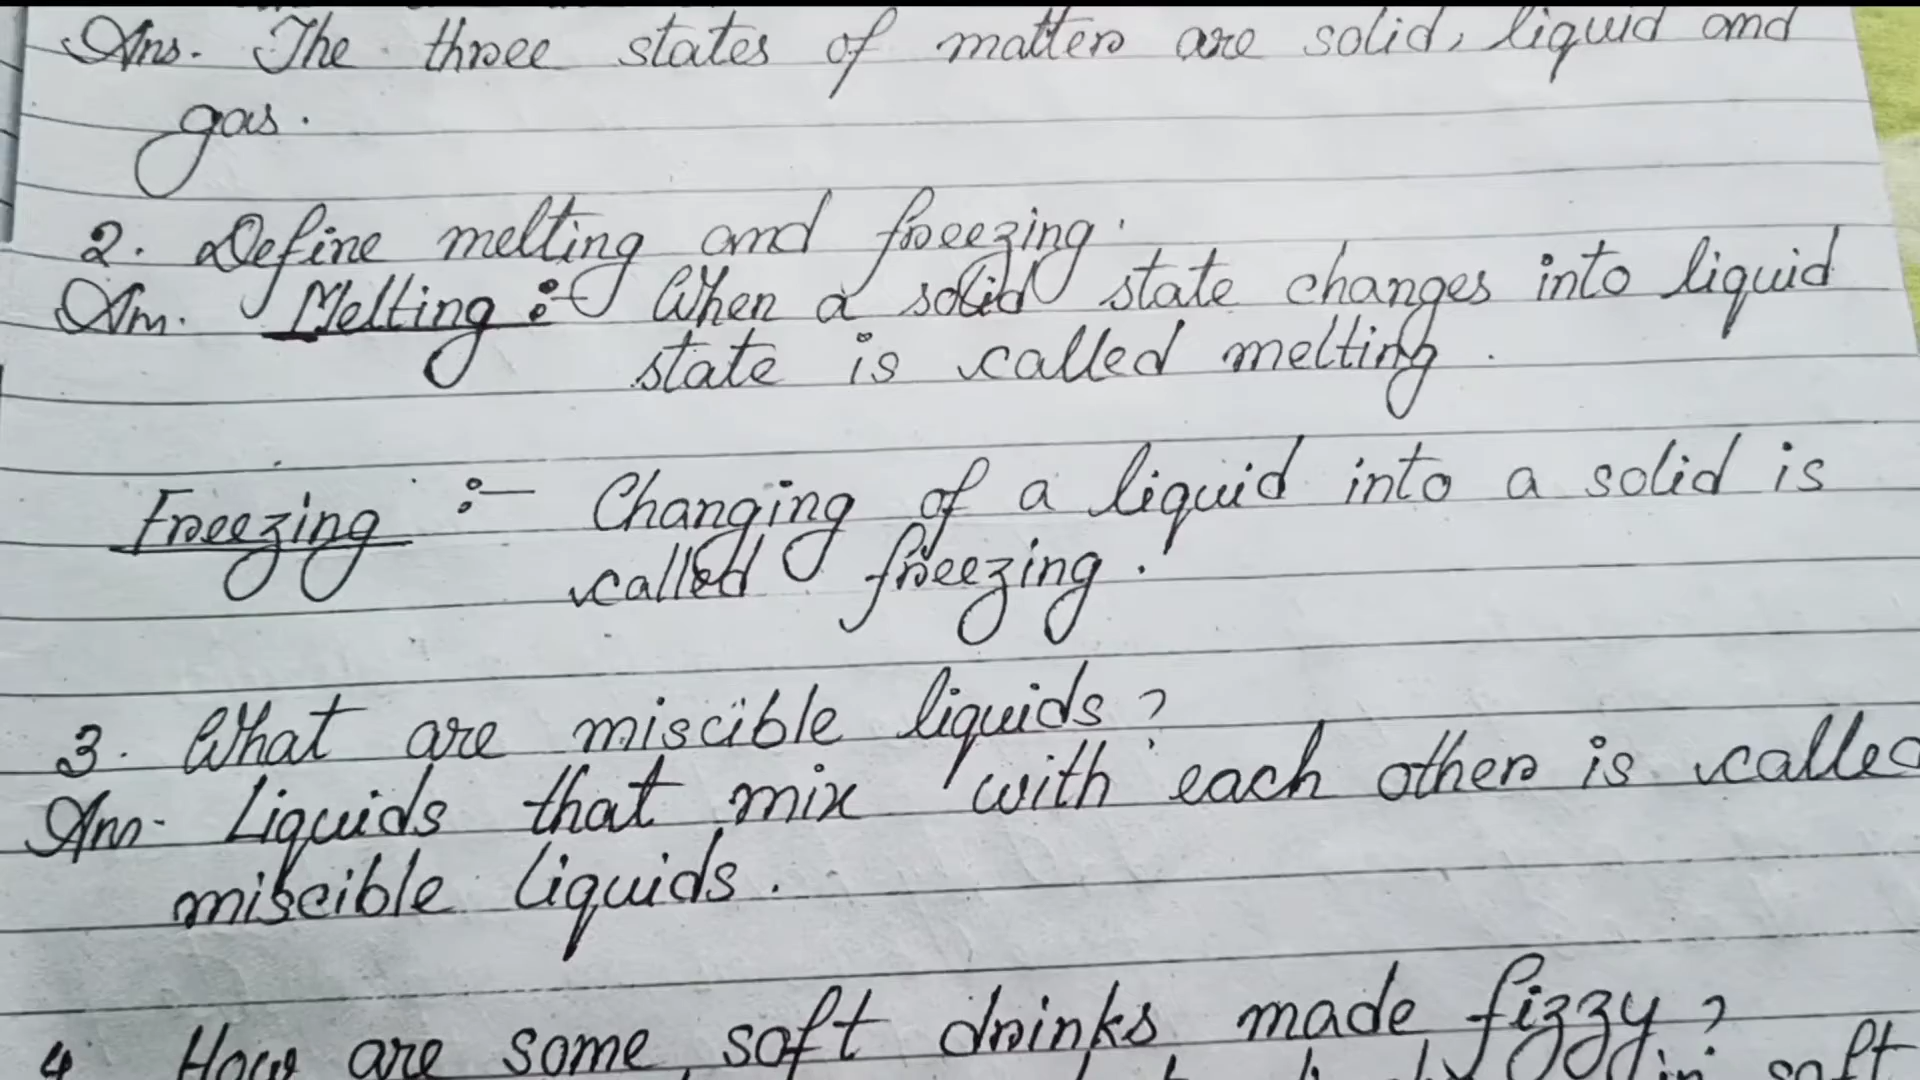 Ans. The three states of matter are solid, liquid and
gas.
2. Define melting and freezing.
Ans. Melting :- When a solid state changes into liquid
state is called melting.
Freezing :- Changing of a liquid into a solid is
called freezing.
3. What are miscible liquids?
Ans. Liquids that mix with each other is called
miscible liquids.
4 How are some soft drinks made fizzy?
in soft